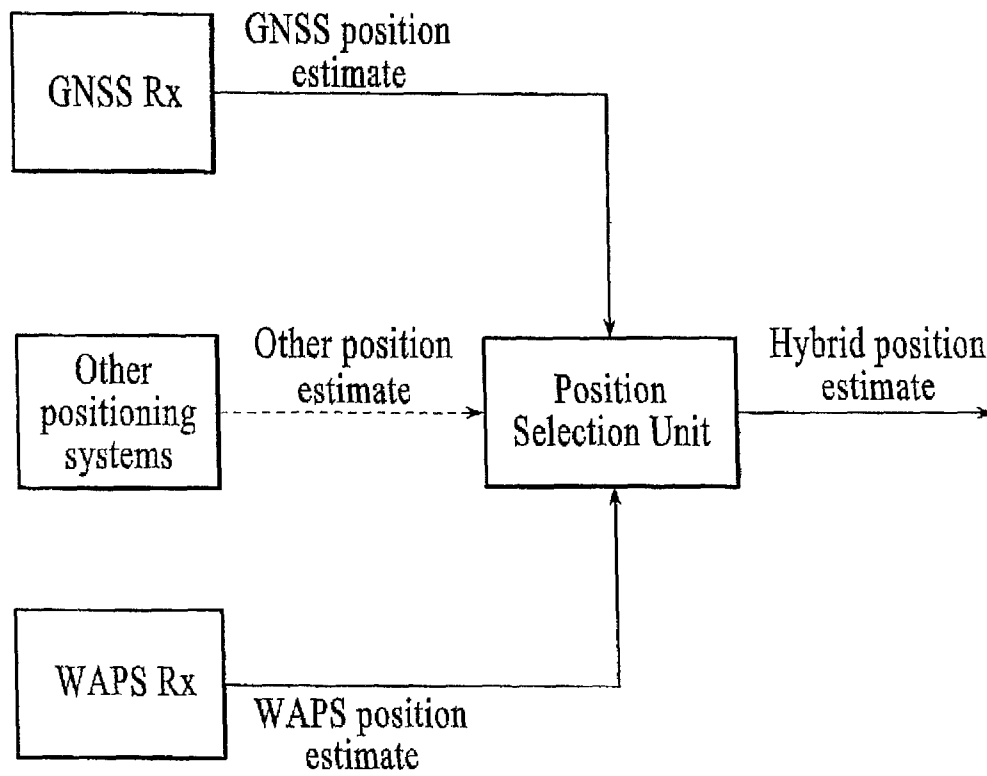 GNSS Rx
GNSS position
estimate
Other
positioning
systems
Other position
estimate
Position
Selection Unit
Hybrid position
estimate
WAPS Rx
WAPS position
estimate